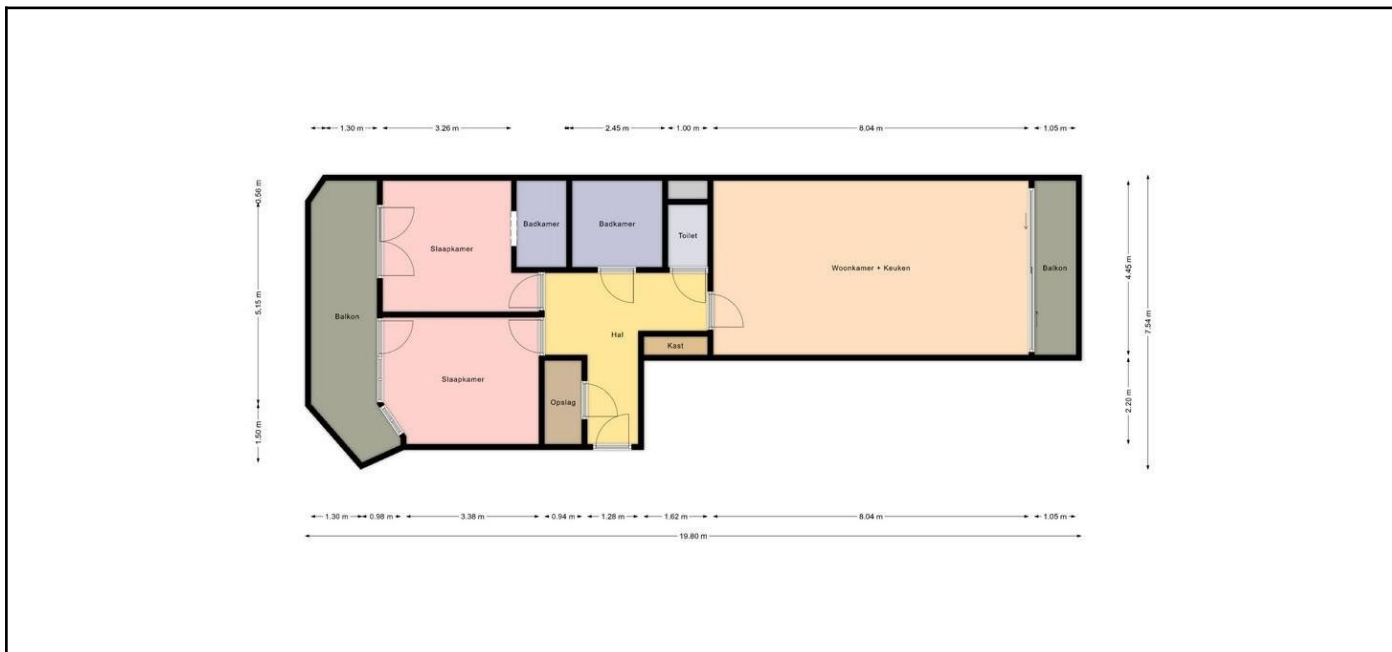 1.30 m
3.26 m
2.45 m
1.00 m
8.04 m
1.05 m
0.56 m
5.15 m
1.50 m
Slaapkamer
Badkamer
Badkamer
Toilet
Woonkamer + Keuken
Balkon
Balkon
Hal
Kast
Slaapkamer
Opslag
4.45 m
7.54 m
2.20 m
1.30 m
0.98 m
3.38 m
0.94 m
1.28 m
1.62 m
8.04 m
1.05 m
19.80 m